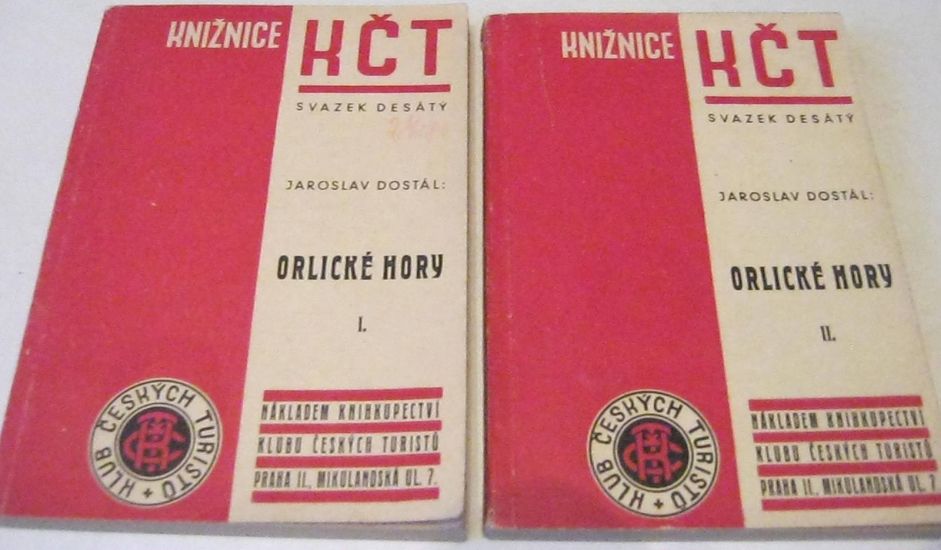 KNIŽNICE
KČT
SVAZEK DESÁTÝ
JAROSLAV DOSTÁL:
ORLICKÉ HORY
I.
KLUB ČESKÝCH TURISTŮ
NÁKLADEM KNIHKUPECTVÍ
KLUBU ČESKÝCH TURISTŮ
PRAHA II., MIKULANDSKÁ UL. 7.
KNIŽNICE
KČT
SVAZEK DESÁTÝ
JAROSLAV DOSTÁL:
ORLICKÉ HORY
II.
KLUB ČESKÝCH TURISTŮ
NÁKLADEM KNIHKUPECTVÍ
KLUBU ČESKÝCH TURISTŮ
PRAHA II., MIKULANDSKÁ UL. 7.